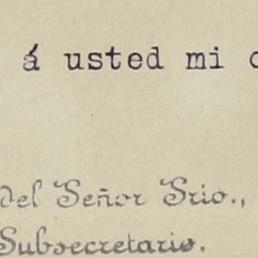 á usted mi
del Señor Srio.,
Subsecretario.